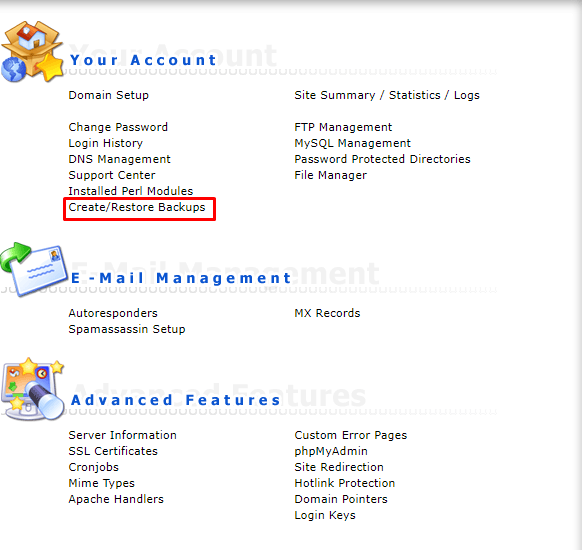 Your Account
Domain Setup
Site Summary / Statistics / Logs
Change Password
FTP Management
Login History
MySQL Management
DNS Management
Password Protected Directories
Support Center
File Manager
Installed Perl Modules
Create/Restore Backups
E-Mail Management
Autoresponders
MX Records
Spamassassin Setup
Advanced Features
Server Information
Custom Error Pages
SSL Certificates
phpMyAdmin
Cronjobs
Site Redirection
Mime Types
Hotlink Protection
Apache Handlers
Domain Pointers
Login Keys